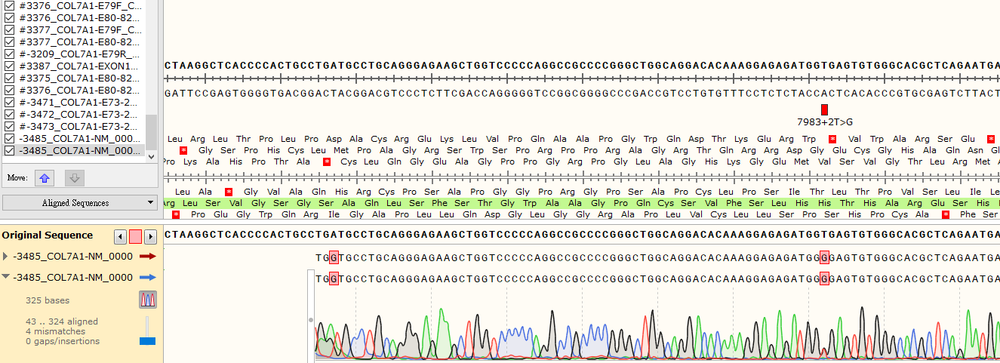 #3376_COL7A1-E79F_C...
#3376_COL7A1-E80-82...
#3377_COL7A1-E79F_C...
#3377_COL7A1-E80-82...
#-3209_COL7A1-E79R_...
#3387_COL7A1-EXON1...
#3375_COL7A1-E80-82...
#3376_COL7A1-E80-82...
#-3471_COL7A1-E73-2...
#-3472_COL7A1-E73-2...
#-3473_COL7A1-E73-2...
-3485_COL7A1-NM_000...
-3485_COL7A1-NM_000...
Move:
Aligned Sequences
CTAAGGCTCACCCCACTGCCTGATGCCTGCAGGGAGAAGCTGGTCCCCCAGGCCGCCCCGGGCTGGCAGGACACAAAGGAGAGATGGTGAGTGTGGGCACGCTCAGAATGA
GATTCCGAGTGGGGTGACGGACTACGGACGTCCCTCTTCGACCAGGGGGTCCGGCGGGGCCCGACCGTCCTGTGTTTCCTCTCTACCACTCACACCCGTGCGAGTCTTACT
7983+2T>G
Leu Arg Leu Thr Pro Leu Pro Asp Ala Cys Arg Glu Lys Leu Val Pro Gln Ala Ala Pro Gly Trp Gln Asp Thr Lys Glu Arg Trp * Val Trp Ala Arg Ser Glu *
* Gly Ser Pro His Cys Leu Met Pro Ala Gly Arg Ser Trp Ser Pro Arg Pro Pro Arg Ala Gly Arg Thr Gln Arg Arg Asp Gly Glu Cys Gly His Ala Gln Asn Gl
Pro Lys Ala His Pro Thr Ala * Cys Leu Gln Gly Glu Ala Gly Pro Pro Gly Arg Pro Gly Leu Ala Gly His Lys Gly Glu Met Val Ser Val Gly Thr Leu Arg Met A
Leu Ala * Gly Val Ala Gln His Arg Cys Pro Ser Ala Pro Gly Gly Pro Arg Gly Pro Ser Ala Pro Cys Leu Pro Ser Ile Thr Leu Thr Pro Val Ser Leu Ile Le
Arg Leu Ser Val Gly Ser Gly Ser Ala Gln Leu Ser Phe Ser Thr Gly Trp Ala Ala Gly Pro Gln Cys Ser Val Phe Ser Leu His His Thr His Ala Arg Glu Ser His I
* Pro Glu Gly Trp Gln Arg Ile Gly Ala Pro Leu Leu Gln Asp Gly Leu Gly Gly Arg Ala Pro Leu Val Cys Leu Leu Ser Pro Ser His Pro Cys Ala * Phe Ser
Original Sequence
CTAAGGCTCACCCCACTGCCTGATGCCTGCAGGGAGAAGCTGGTCCCCCAGGCCGCCCCGGGCTGGCAGGACACAAAGGAGAGATGGTGAGTGTGGGCACGCTCAGAATGA
-3485_COL7A1-NM_0000
TGGTGCCTGCAGGGAGAAGCTGGTCCCCCAGGCCGCCCCGGGCTGGCAGGACACAAAGGAGAGATGGGGAGTGTGGGCACGCTCAGAATGA
-3485_COL7A1-NM_0000
TGGTGCCTGCAGGGAGAAGCTGGTCCCCCAGGCCGCCCCGGGCTGGCAGGACACAAAGGAGAGATGGGGAGTGTGGGCACGCTCAGAATGA
325 bases
43 .. 324 aligned
4 mismatches
0 gaps/insertions